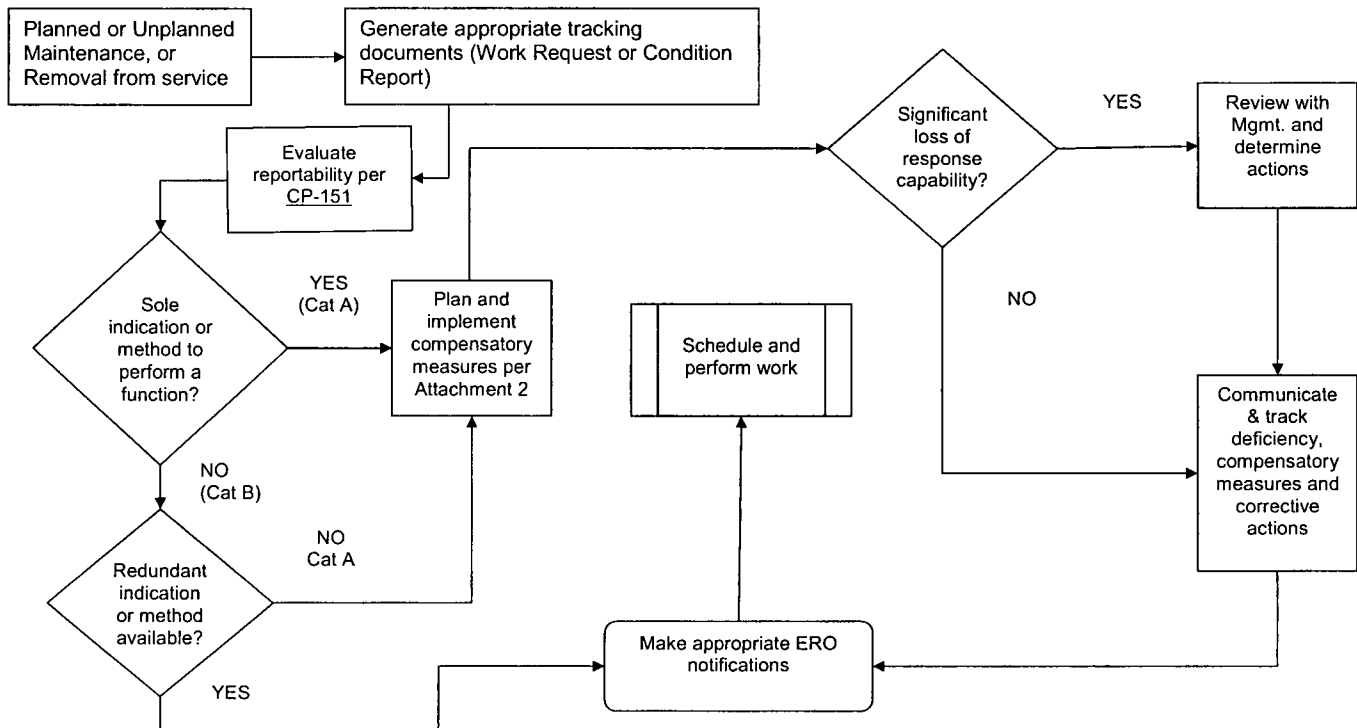 Planned or Unplanned
Maintenance, or
Removal from service
Generate appropriate tracking
documents (Work Request or Condition
Report)
Evaluate
reportability per
CP-151
Sole
indication or
method to
perform a
function?
YES
(Cat A)
Plan and
implement
compensatory
measures per
Attachment 2
NO
(Cat B)
Redundant
indication
or method
available?
NO
Cat A
YES
Significant
loss of
response
capability?
YES
Review with
Mgmt. and
determine
actions
NO
Communicate
& track
deficiency,
compensatory
measures and
corrective
actions
Make appropriate ERO
notifications
Schedule and
perform work